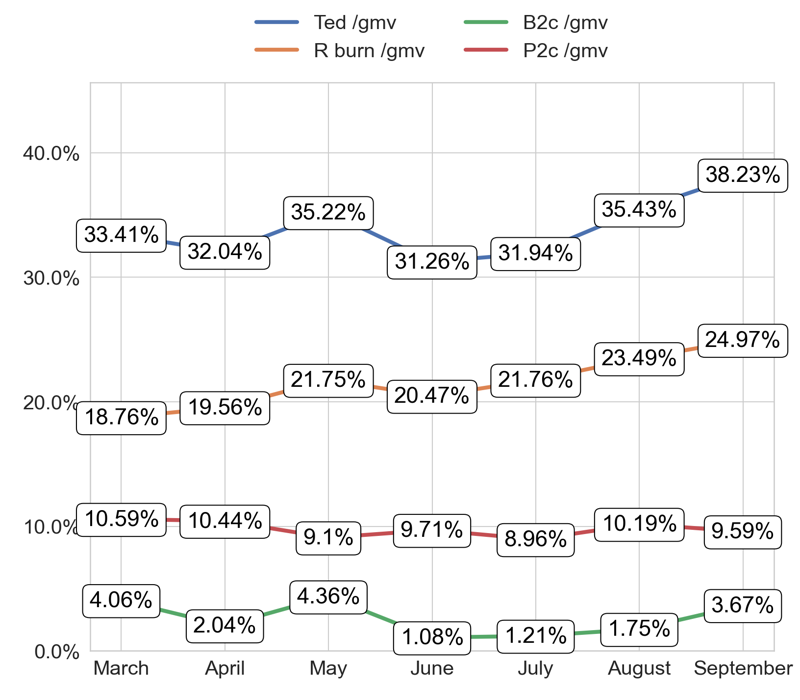 Ted /gmv B2c /gmv
R burn /gmv P2c /gmv
40.0%
38.23%
35.22% 35.43%
33.41% 32.04% 31.26% 31.94%
30.0%
24.97%
21.75% 20.47% 21.76% 23.49%
20.0%
18.76% 19.56%
10.59% 10.44% 9.1% 9.71% 8.96% 10.19% 9.59%
10.0%
4.06% 2.04% 4.36% 1.08% 1.21% 1.75% 3.67%
0.0%
March April May June July August September